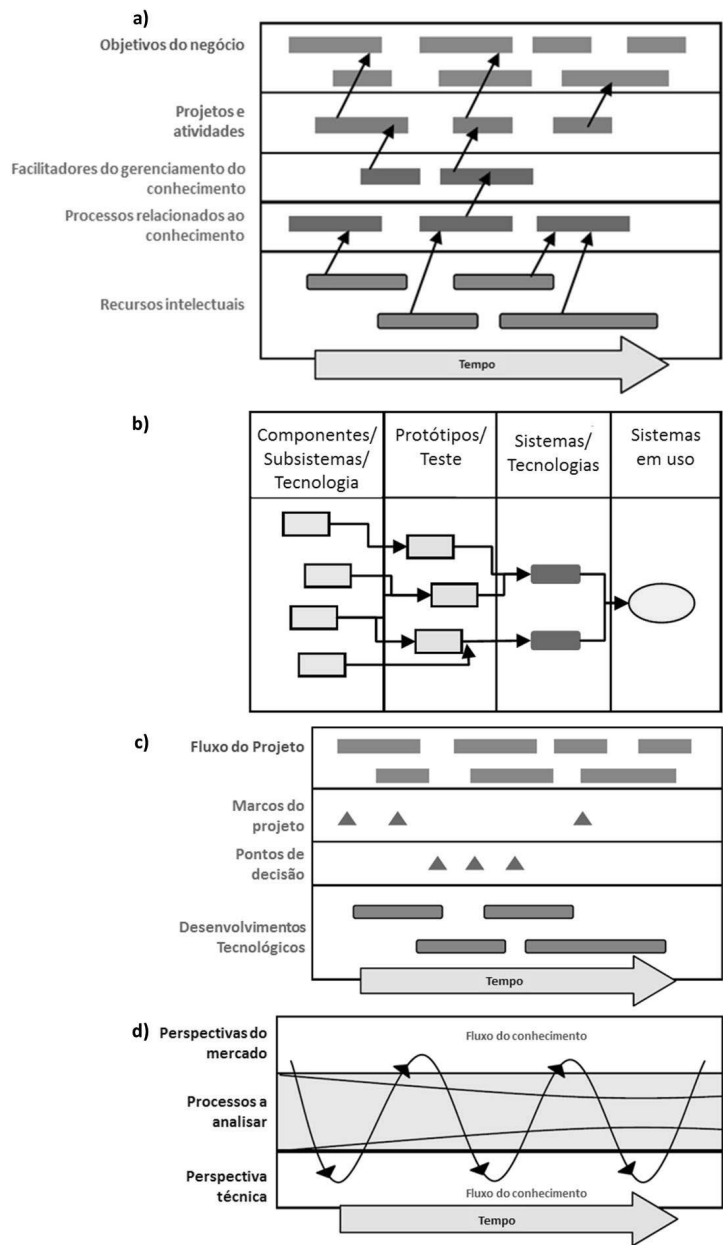 a)
Objetivos do negócio
Projetos e
atividades
Facilitadores do gerenciamento do
conhecimento
Processos relacionados ao
conhecimento
Recursos intelectuais
Tempo
b)
Componentes/
Subsistemas/
Tecnologia
Protótipos/
Teste
Sistemas/
Tecnologias
Sistemas
em uso
c)
Fluxo do Projeto
Marcos do
projeto
Pontos de
decisão
Desenvolvimentos
Tecnológicos
Tempo
d)
Perspectivas do
mercado
Fluxo do conhecimento
Processos a
analisar
Perspectiva
técnica
Fluxo do conhecimento
Tempo